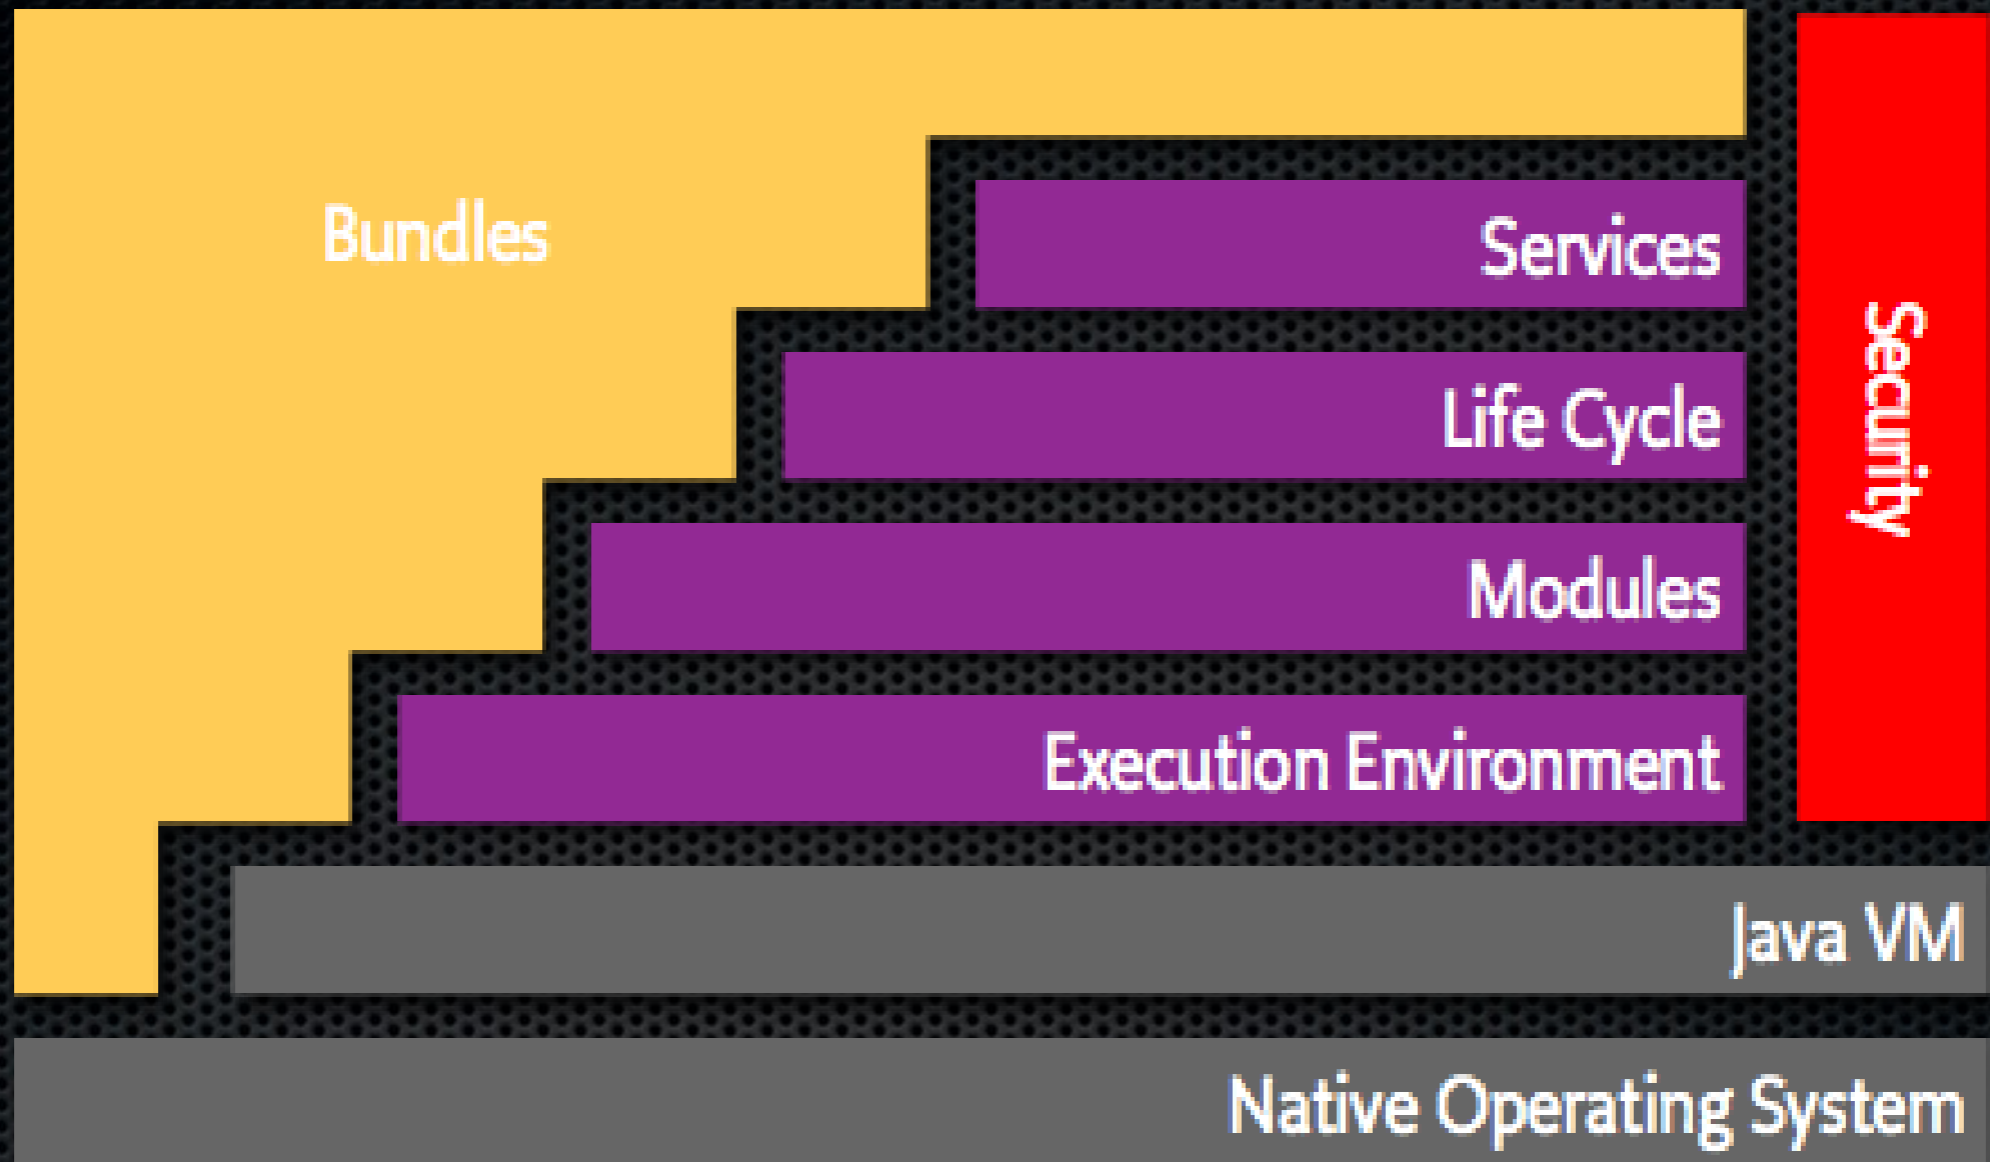 Bundles
Services
Life Cycle
Modules
Execution Environment
Security
Java VM
Native Operating System